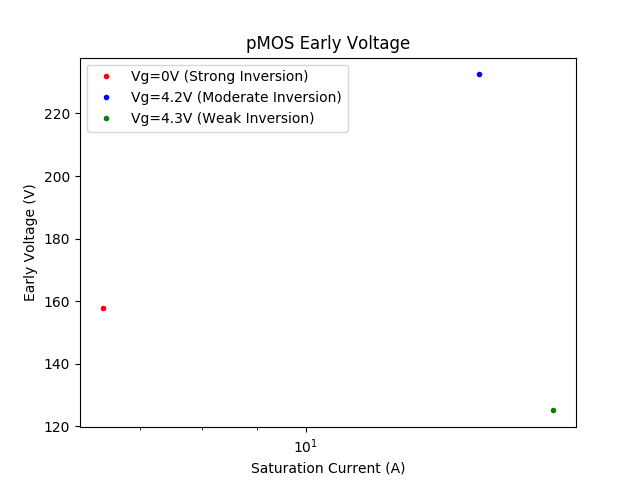 pMOS Early Voltage
Vg=0V (Strong Inversion)
Vg=4.2V (Moderate Inversion)
Vg=4.3V (Weak Inversion)
Early Voltage (V)
220
200
180
160
140
120
10¹
Saturation Current (A)